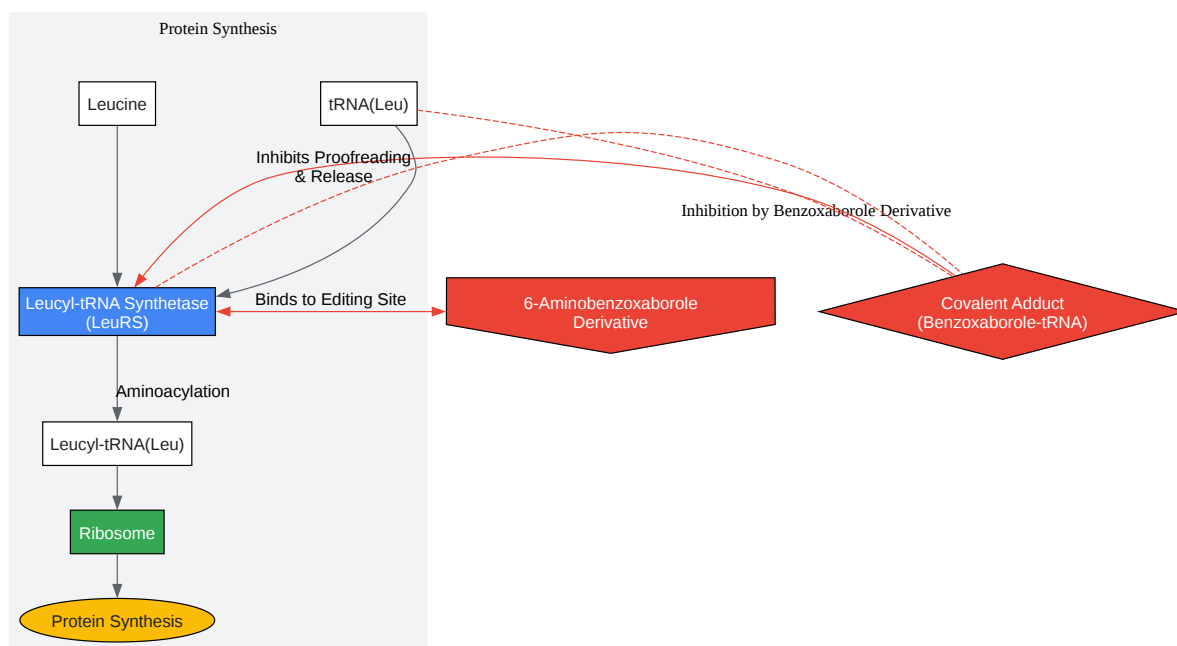 Protein Synthesis
Leucine
tRNA(Leu)
Inhibits Proofreading
& Release
Inhibition by Benzoxaborole Derivative
Leucyl-tRNA Synthetase
(LeuRS)
Binds to Editing Site
6-Aminobenzoxaborole
Derivative
Covalent Adduct
(Benzoxaborole-tRNA)
Aminoacylation
Leucyl-tRNA(Leu)
Ribosome
Protein Synthesis